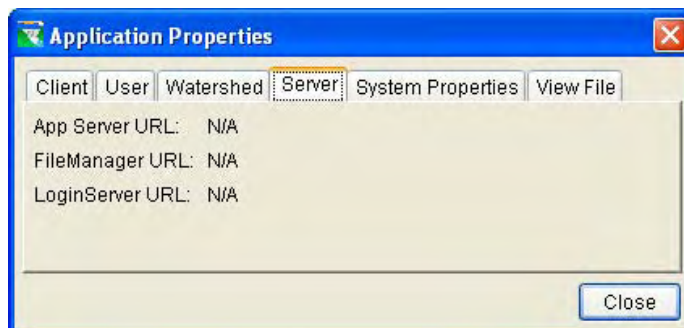 Application Properties
Client User Watershed Server System Properties View File
App Server URL: N/A
FileManager URL: N/A
LoginServer URL: N/A
Close